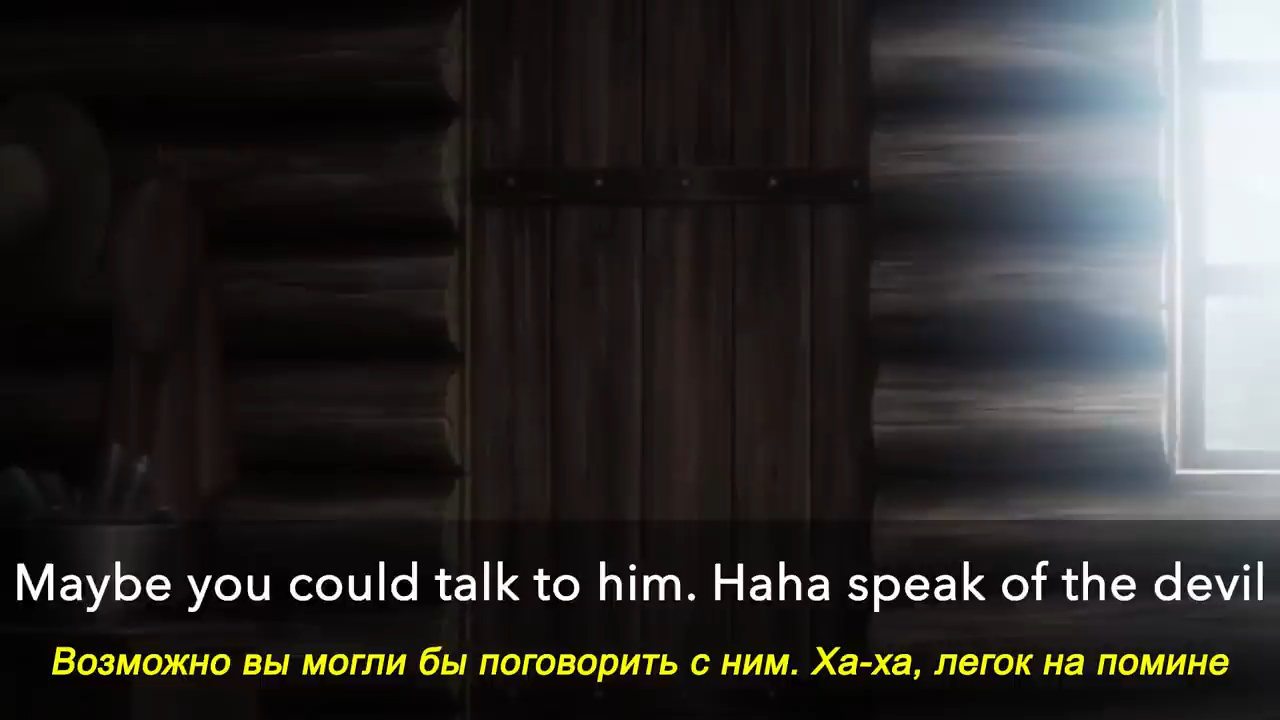 Maybe you could talk to him. Haha speak of the devil
Возможно вы могли бы поговорить с ним. Ха-ха, легок на помине